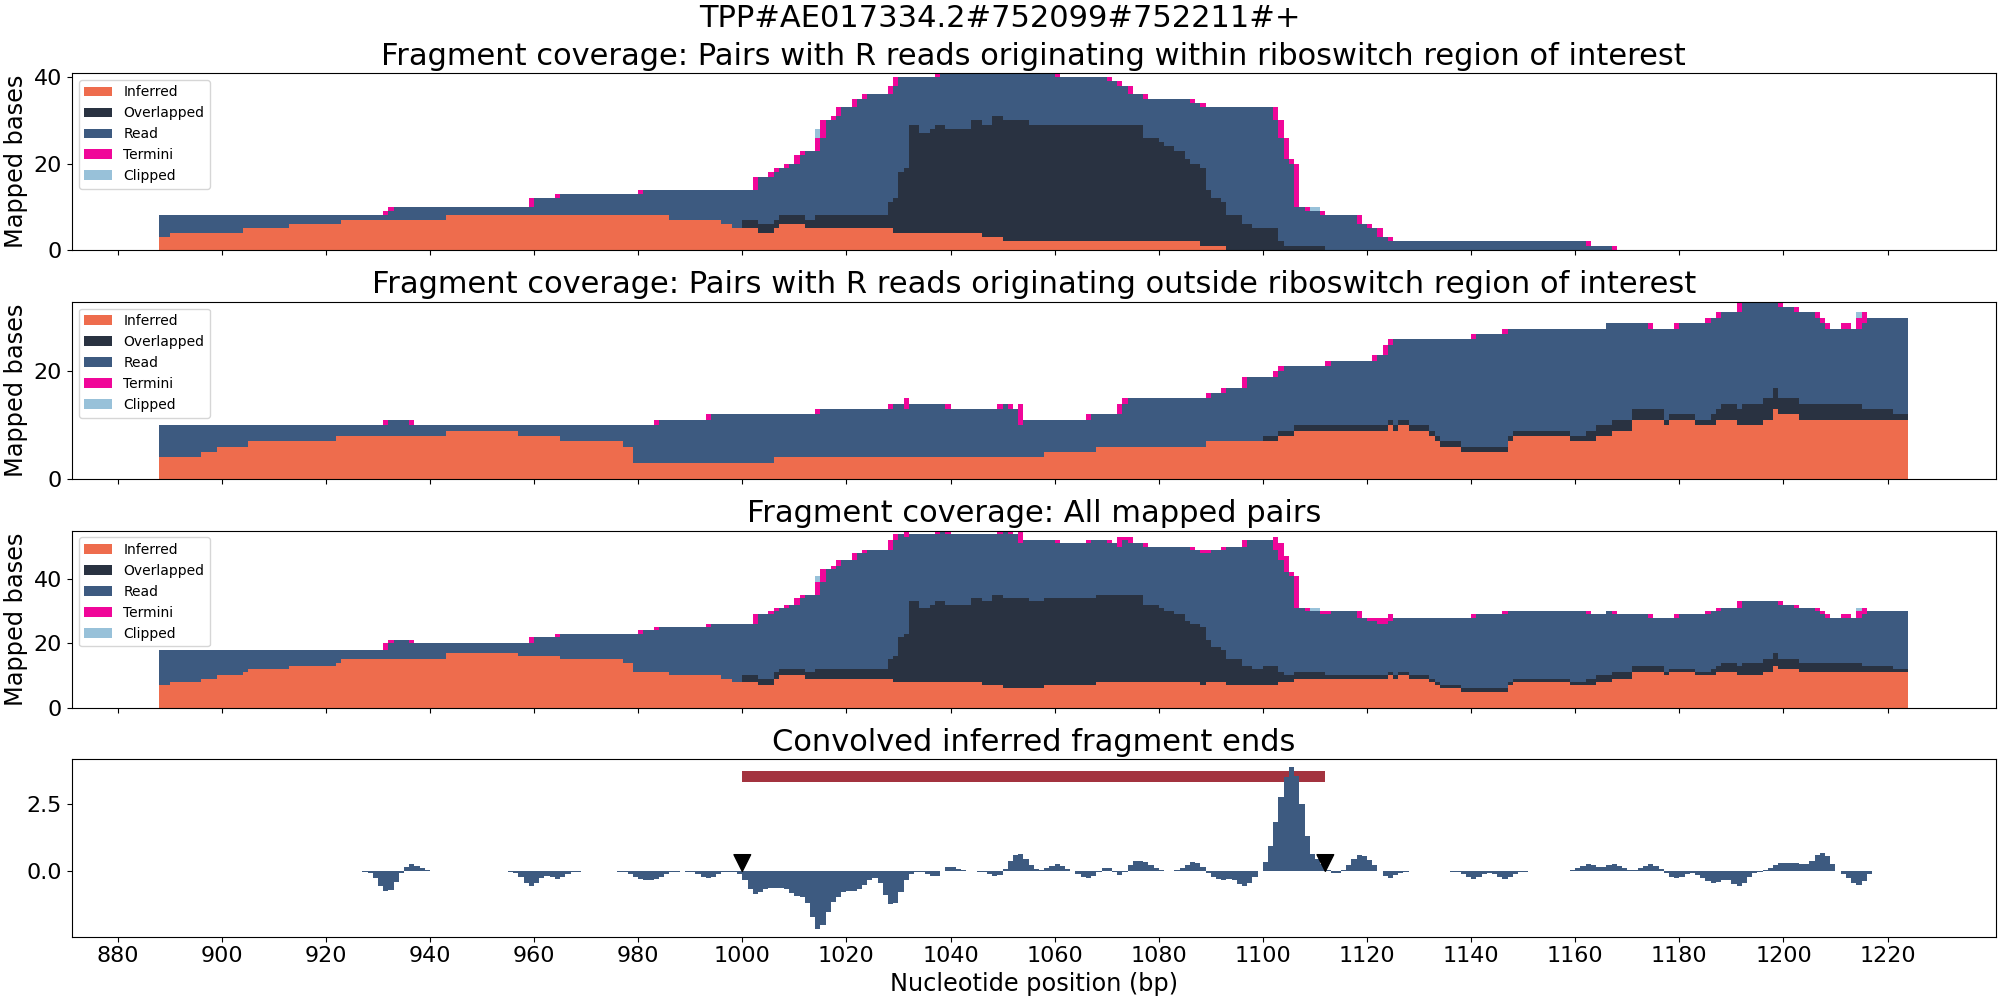 TPP#AE017334.2#752099#752211#+
Fragment coverage: Pairs with R reads originating within riboswitch region of interest
Mapped bases
40
20
0
Inferred
Overlapped
Read
Termini
Clipped
Fragment coverage: Pairs with R reads originating outside riboswitch region of interest
Mapped bases
20
0
Inferred
Overlapped
Read
Termini
Clipped
Fragment coverage: All mapped pairs
Mapped bases
40
20
0
Inferred
Overlapped
Read
Termini
Clipped
Convolved inferred fragment ends
2.5
0.0
880 900 920 940 960 980 1000 1020 1040 1060 1080 1100 1120 1140 1160 1180 1200 1220
Nucleotide position (bp)